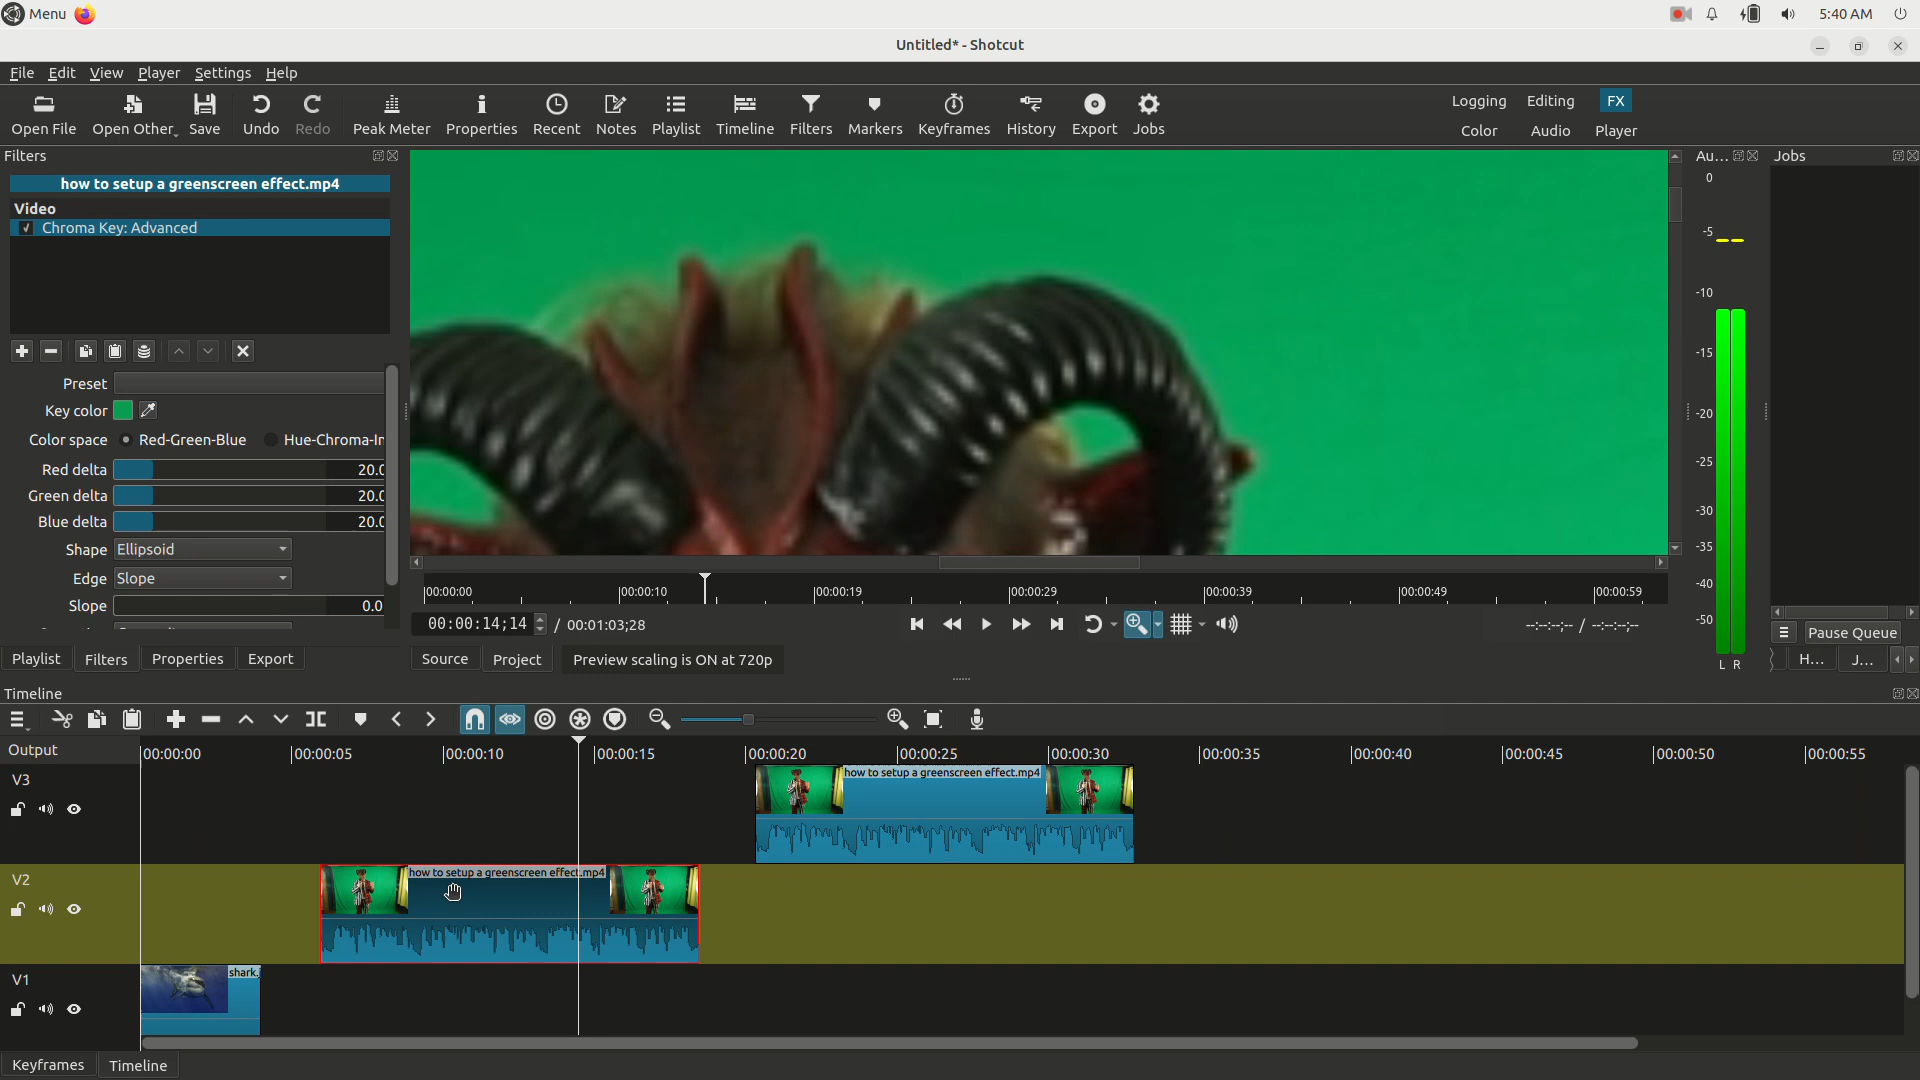 Menu
5:40 AM
Untitled* - Shotcut
File Edit View Player Settings Help
Open File Open Other Save Undo Redo Peak Meter Properties Recent Notes Playlist Timeline Filters Markers Keyframes History Export Jobs
Logging Editing FX
Color Audio Player
Filters
how to setup a greenscreen effect.mp4
Video
Chroma Key: Advanced
Preset
Key color
Color space Red-Green-Blue Hue-Chroma-In
Red delta 20.0
Green delta 20.0
Blue delta 20.0
Shape Ellipsoid
Edge Slope
Slope 0.0
Playlist Filters Properties Export
00:00:00 00:00:10 00:00:19 00:00:29 00:00:39 00:00:49 00:00:59
00:00:14;14 / 00:01:03;28
--:--:--;-- / --:--:--;--
Source Project Preview scaling is ON at 720p
Au...
0
-5
-10
-15
-20
-25
-30
-35
-40
-50
L R
Jobs
Pause Queue
H... J...
Timeline
Output
00:00:00 00:00:05 00:00:10 00:00:15 00:00:20 00:00:25 00:00:30 00:00:35 00:00:40 00:00:45 00:00:50 00:00:55
V3
how to setup a greenscreen effect.mp4
V2
how to setup a greenscreen effect.mp4
V1
shark.j
Keyframes Timeline